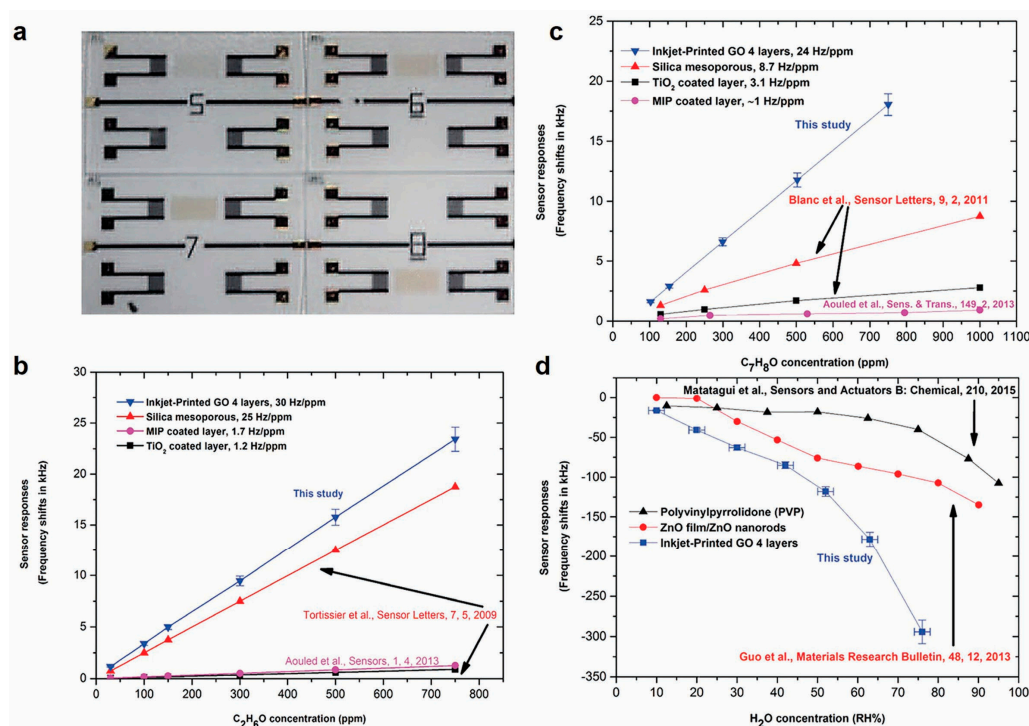 a
5
6
7
8
b
25
20
15
10
5
0
0
100
200
300
400
500
600
700
800
Sensor responses
(Frequency shifts in kHz)
C₂H₆O concentration (ppm)
Inkjet-Printed GO 4 layers, 30 Hz/ppm
Silica mesoporous, 25 Hz/ppm
MIP coated layer, 1.7 Hz/ppm
TiO₂ coated layer, 1.2 Hz/ppm
This study
Tortissier et al., Sensor Letters, 7, 5, 2009
Aouled et al., Sensors, 1, 4, 2013
c
25
20
15
10
5
0
0
100
200
300
400
500
600
700
800
900
1000
1100
Sensor responses
(Frequency shifts in kHz)
C₇H₈O concentration (ppm)
Inkjet-Printed GO 4 layers, 24 Hz/ppm
Silica mesoporous, 8.7 Hz/ppm
TiO₂ coated layer, 3.1 Hz/ppm
MIP coated layer, ~1 Hz/ppm
This study
Blanc et al., Sensor Letters, 9, 2, 2011
Aouled et al., Sens. & Trans., 149, 2, 2013
d
0
-50
-100
-150
-200
-250
-300
-350
0
10
20
30
40
50
60
70
80
90
100
Sensor responses
(Frequency shifts in kHz)
H₂O concentration (RH%)
Matatagui et al., Sensors and Actuators B: Chemical, 210, 2015
Polyvinylpyrrolidone (PVP)
ZnO film/ZnO nanorods
Inkjet-Printed GO 4 layers
This study
Guo et al., Materials Research Bulletin, 48, 12, 2013